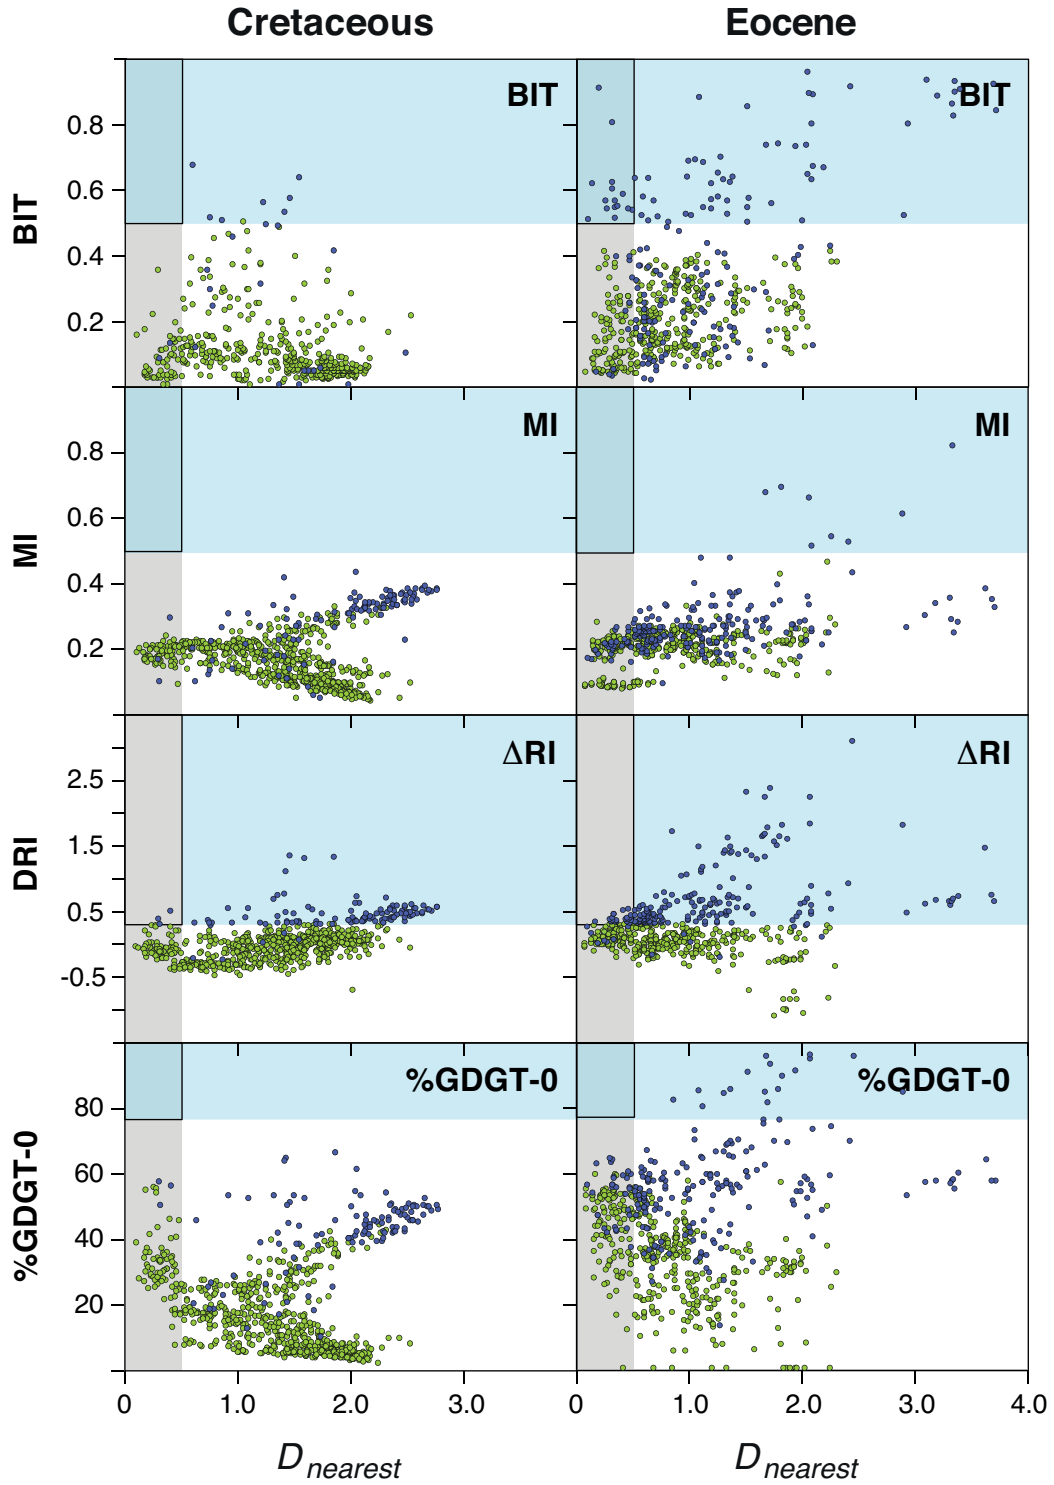 Cretaceous Eocene
BIT BIT
BIT
0.8
0.6
0.4
0.2
MI MI
MI
0.8
0.6
0.4
0.2
ΔRI ΔRI
DRI
2.5
1.5
0.5
-0.5
%GDGT-0 %GDGT-0
%GDGT-0
80
60
40
20
0 1.0 2.0 3.0 0 1.0 2.0 3.0 4.0
D nearest D nearest